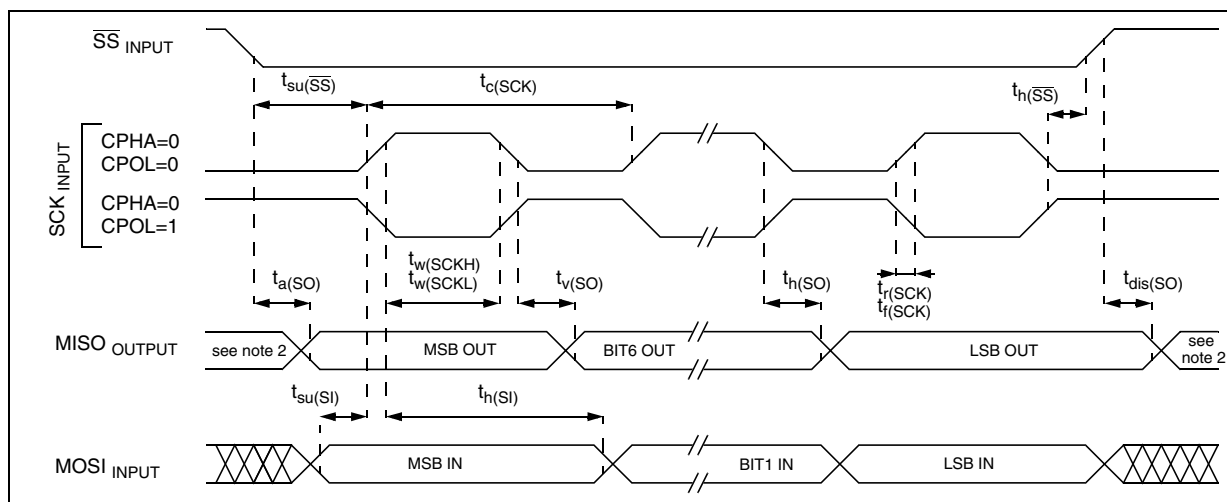 SS INPUT
tsu(SS)
tc(SCK)
th(SS)
SCK INPUT
CPHA=0
CPOL=0
CPHA=0
CPOL=1
ta(SO)
tw(SCKH)
tw(SCKL)
tv(SO)
th(SO)
tr(SCK)
tf(SCK)
tdis(SO)
MISO OUTPUT
see note 2
MSB OUT
BIT6 OUT
LSB OUT
see
note 2
tsu(SI)
th(SI)
MOSI INPUT
MSB IN
BIT1 IN
LSB IN